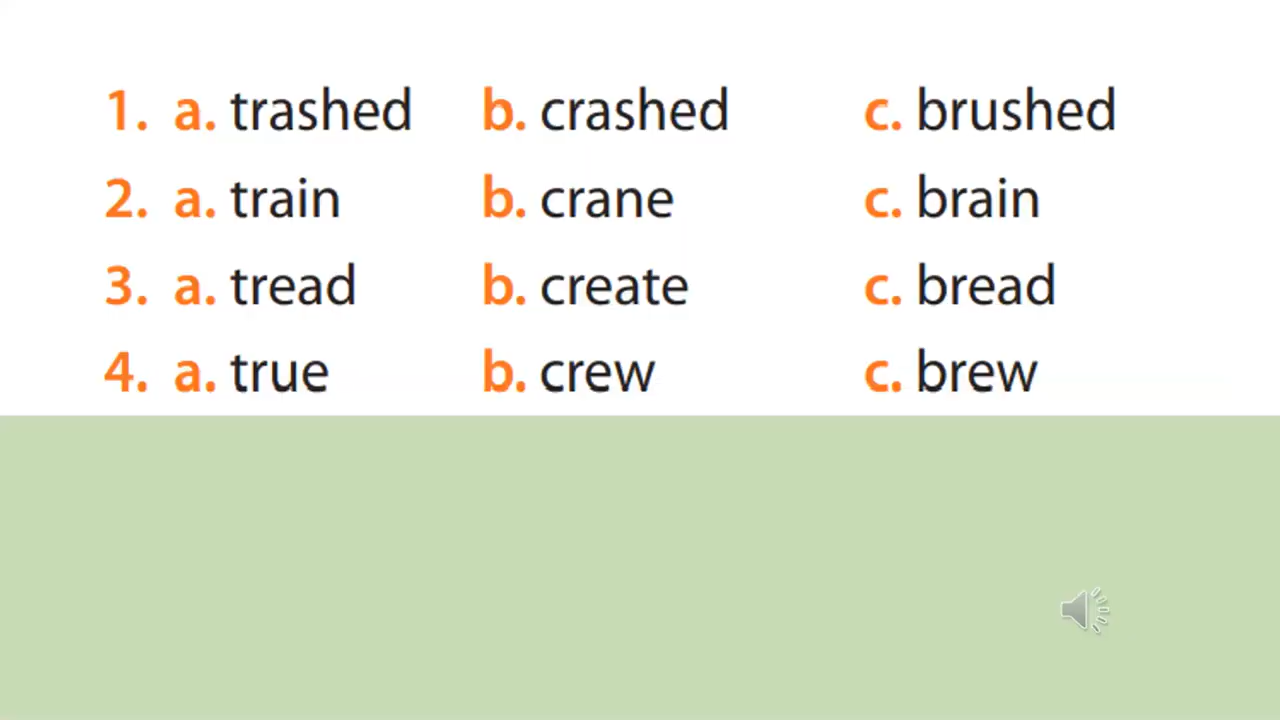 1. a. trashed b. crashed c. brushed
2. a. train b. crane c. brain
3. a. tread b. create c. bread
4. a. true b. crew c. brew